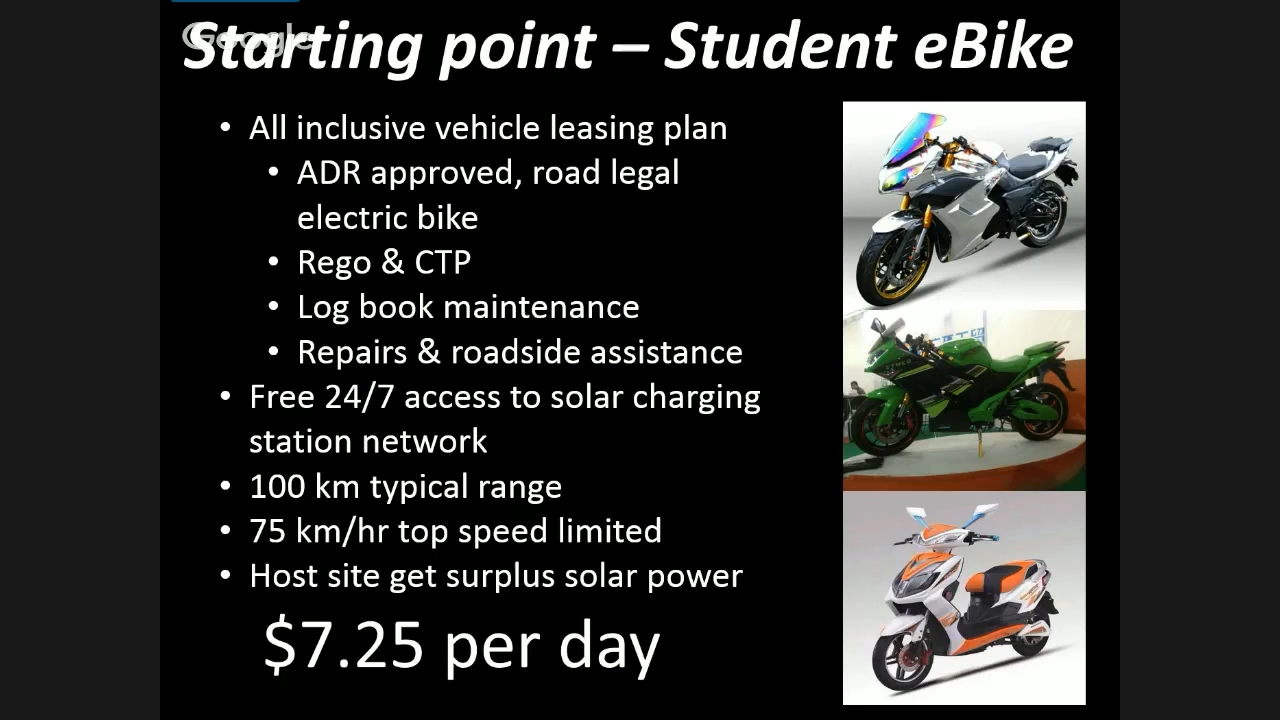 Google
Starting point – Student eBike
• All inclusive vehicle leasing plan
• ADR approved, road legal
electric bike
• Rego & CTP
• Log book maintenance
• Repairs & roadside assistance
• Free 24/7 access to solar charging
station network
• 100 km typical range
• 75 km/hr top speed limited
• Host site get surplus solar power
$7.25 per day